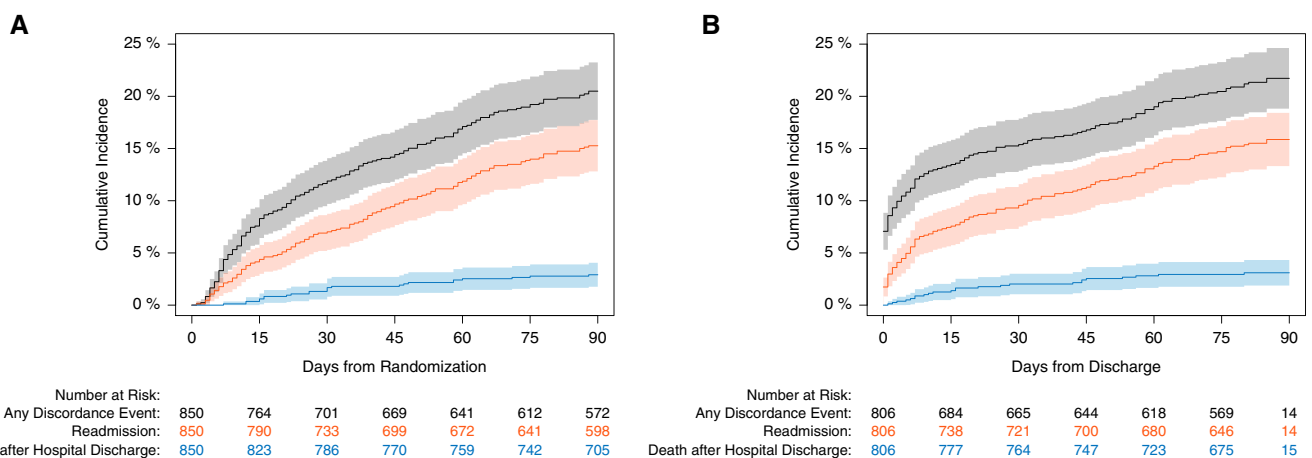 A
B
25 %
20 %
15 %
10 %
5 %
0 %
Cumulative Incidence
0 15 30 45 60 75 90
Days from Randomization
25 %
20 %
15 %
10 %
5 %
0 %
Cumulative Incidence
0 15 30 45 60 75 90
Days from Discharge
Number at Risk:
Any Discordance Event: 850 764 701 669 641 612 572
Readmission: 850 790 733 699 672 641 598
after Hospital Discharge: 850 823 786 770 759 742 705
Number at Risk:
Any Discordance Event: 806 684 665 644 618 569 14
Readmission: 806 738 721 700 680 646 14
Death after Hospital Discharge: 806 777 764 747 723 675 15